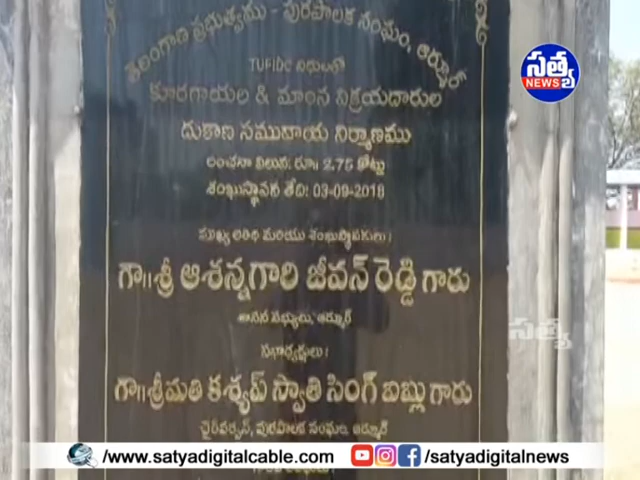 తెలంగాణ ప్రభుత్వము - పురపాలక సంఘం, ఆర్మూర్
TUFIDC నిధులతో
కూరగాయల & మాంస విక్రయదారుల
దుకాణ సముదాయ నిర్మాణము
అంచనా విలువ: రూ॥ 2.75 కోట్లు
శంఖుస్థాపన తేది: 03-09-2018
ముఖ్య అతిథి మరియు శంఖుస్థాపకులు:
గా॥శ్రీ ఆశన్నగారి జీవన్ రెడ్డి గారు
శాసన సభ్యులు, ఆర్మూర్
సభాధ్యక్షులు:
గా॥శ్రీమతి కశ్యప్ స్వాతి సింగ్ బబ్లు గారు
చైర్‌పర్సన్, పురపాలక సంఘం, ఆర్మూర్
సత్య
NEWS
సత్య
www.satyadigitalcable.com
/satyadigitalnews